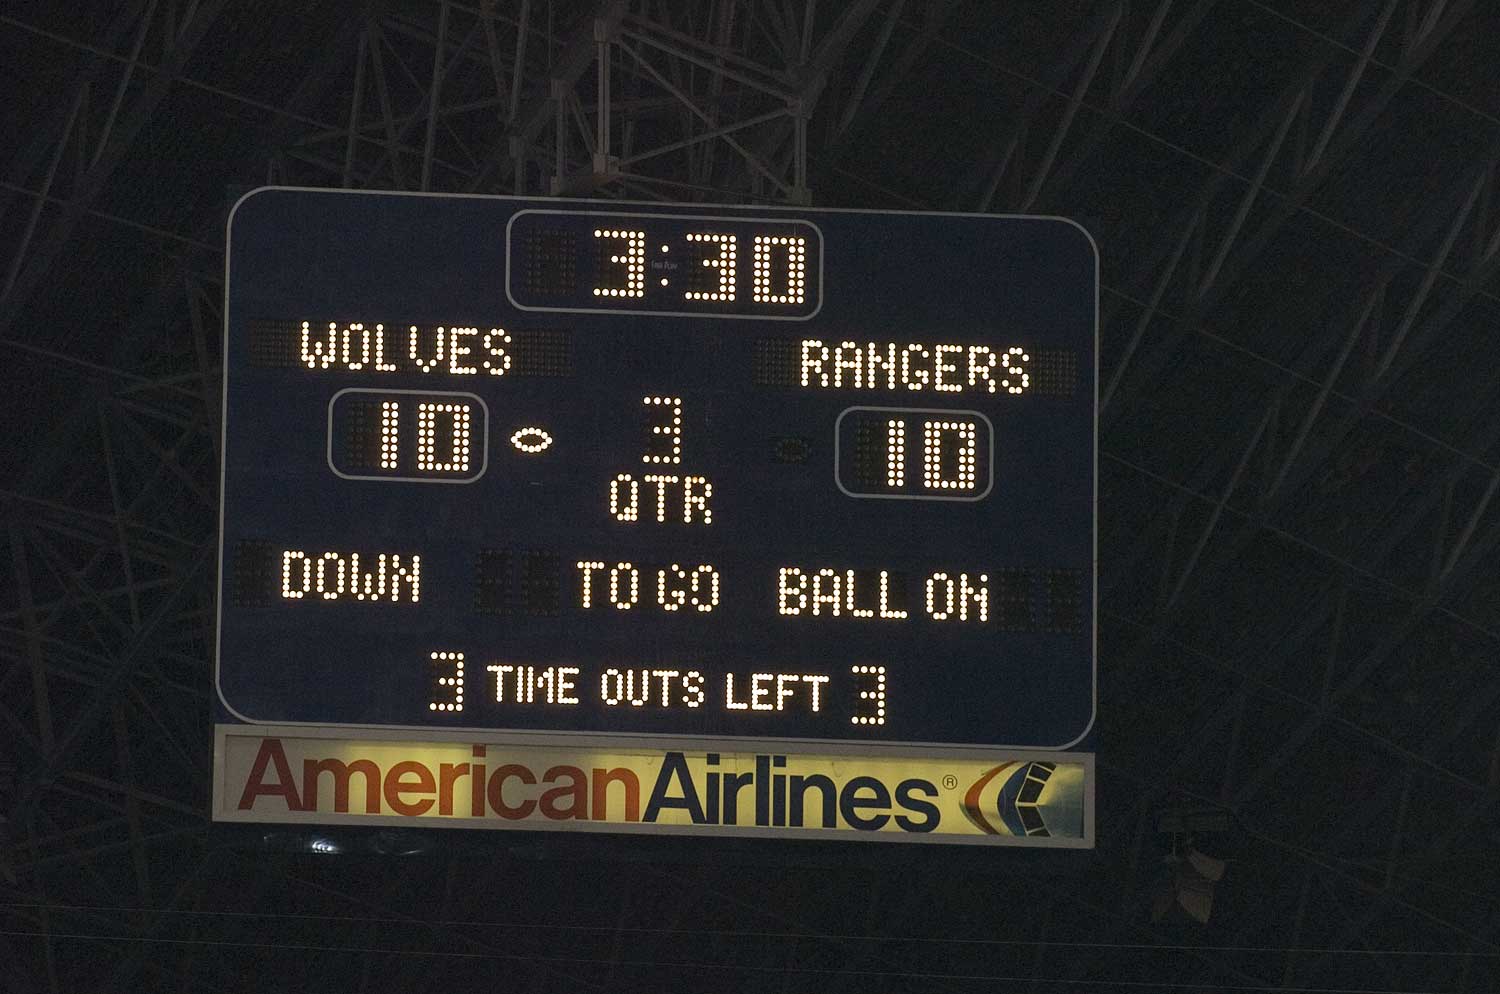 3:30
WOLVES RANGERS
10 3 10
QTR
DOWN TO GO BALL ON
3 TIME OUTS LEFT 3
AmericanAirlines®